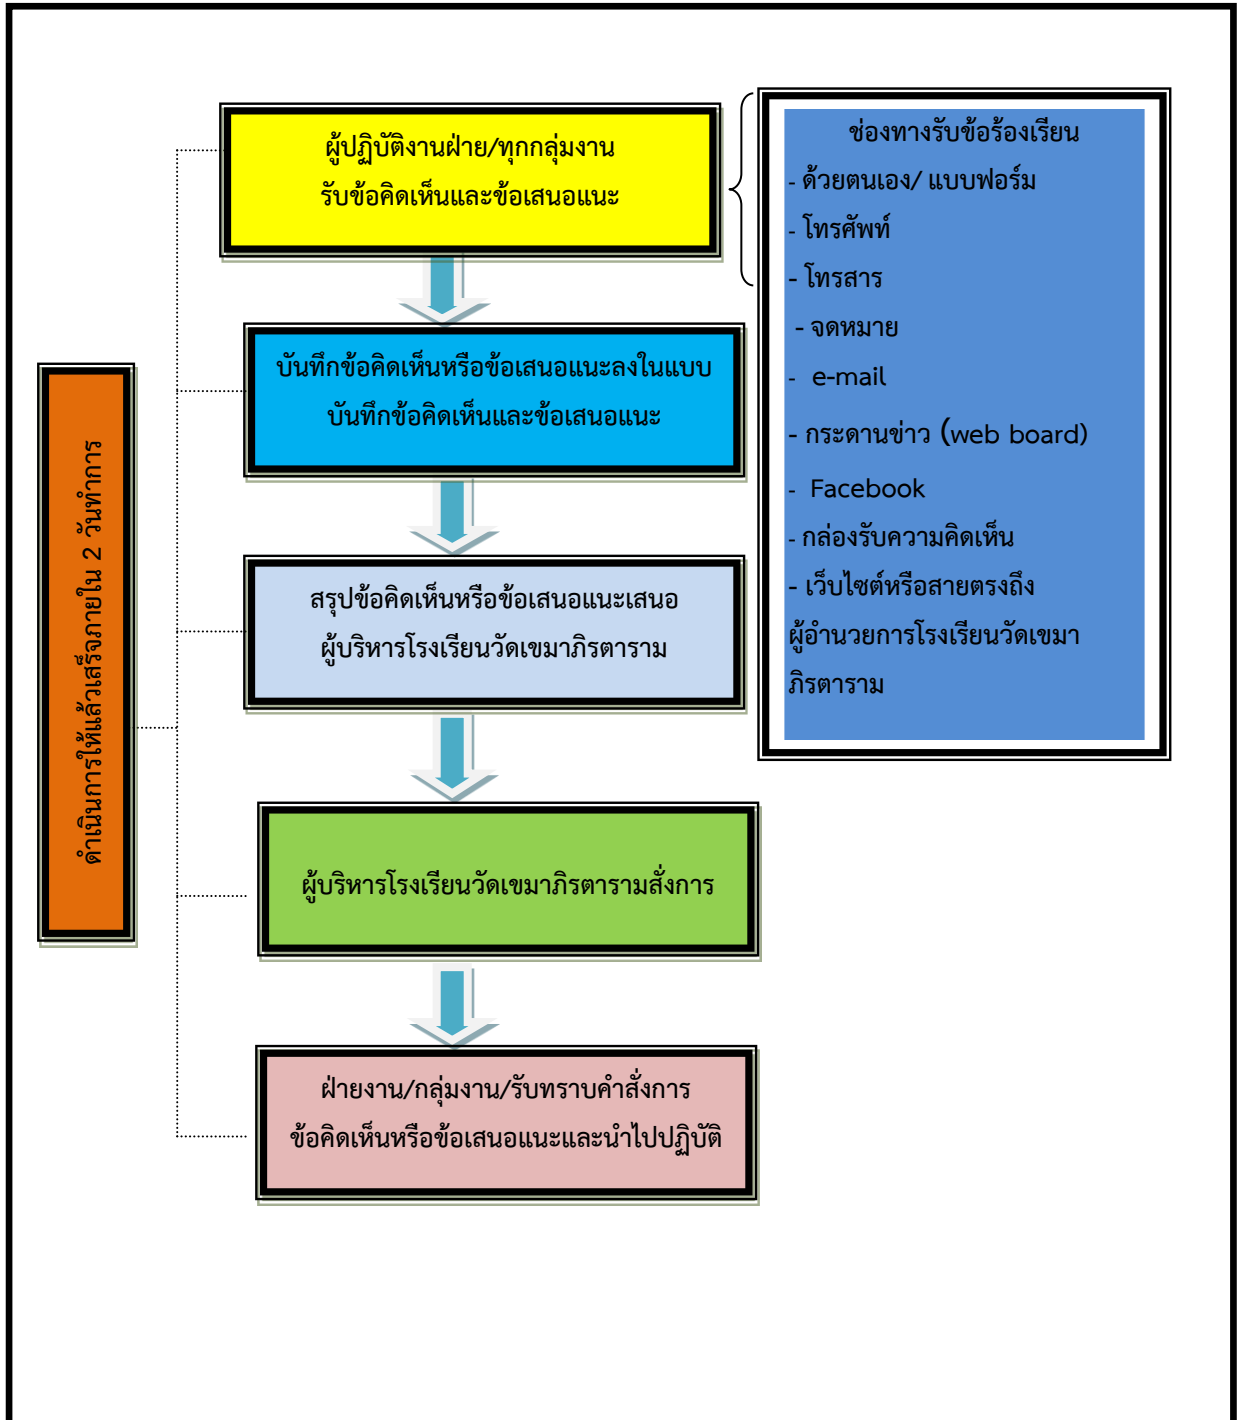 ผู้ปฏิบัติงานฝ่าย/ทุกกลุ่มงาน
รับข้อคิดเห็นและข้อเสนอแนะ
ช่องทางรับข้อร้องเรียน
- ด้วยตนเอง/ แบบฟอร์ม
- โทรศัพท์
- โทรสาร
- จดหมาย
- e-mail
- กระดานข่าว (web board)
- Facebook
- กล่องรับความคิดเห็น
- เว็บไซต์หรือสายตรงถึง
ผู้อำนวยการโรงเรียนวัดเขมา
ภิรตาราม
บันทึกข้อคิดเห็นหรือข้อเสนอแนะลงในแบบ
บันทึกข้อคิดเห็นและข้อเสนอแนะ
สรุปข้อคิดเห็นหรือข้อเสนอแนะเสนอ
ผู้บริหารโรงเรียนวัดเขมาภิรตาราม
ดำเนินการให้แล้วเสร็จภายใน 2 วันทำการ
ผู้บริหารโรงเรียนวัดเขมาภิรตารามสั่งการ
ฝ่ายงาน/กลุ่มงาน/รับทราบคำสั่งการ
ข้อคิดเห็นหรือข้อเสนอแนะและนำไปปฏิบัติ